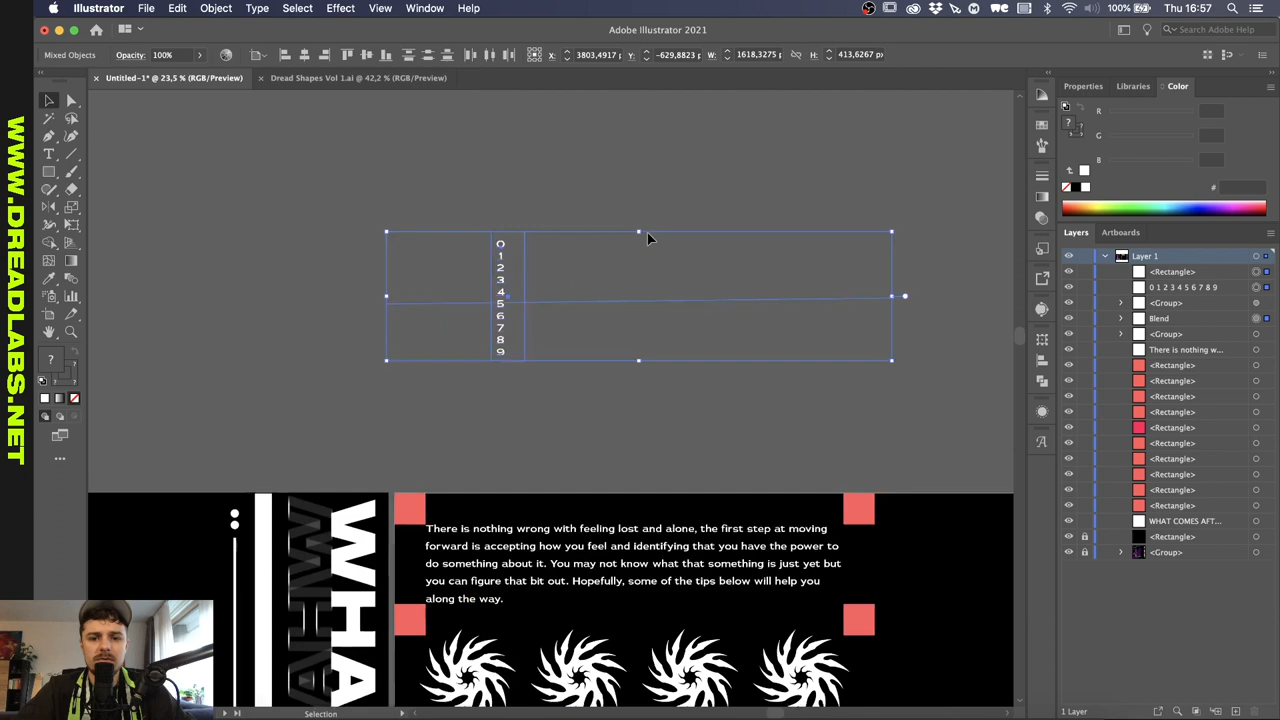 Illustrator File Edit Object Type Select Effect View Window Help 100% Thu 16:57
Adobe Illustrator 2021
Search Adobe Help
Mixed Objects Opacity: 100% X: 3803,4917 Y: -629,8823 W: 1618,3275 H: 413,6267 px
Untitled-1* @ 23,5 % (RGB/Preview) Dread Shapes Vol 1.ai @ 42,2 % (RGB/Preview)
Properties Libraries Color
R
G
B
#
Layers Artboards
Layer 1
<Rectangle>
0 1 2 3 4 5 6 7 8 9
<Group>
Blend
<Group>
There is nothing w...
<Rectangle>
<Rectangle>
<Rectangle>
<Rectangle>
<Rectangle>
<Rectangle>
<Rectangle>
<Rectangle>
<Rectangle>
<Rectangle>
WHAT COMES AFT...
<Rectangle>
<Group>
1 Layer
WWW.DREADLABS.NET
0
1
2
3
4
5
6
7
8
9
WHA
WHA
There is nothing wrong with feeling lost and alone, the first step at moving
forward is accepting how you feel and identifying that you have the power to
do something about it. You may not know what that something is just yet but
you can figure that bit out. Hopefully, some of the tips below will help you
along the way.
Selection